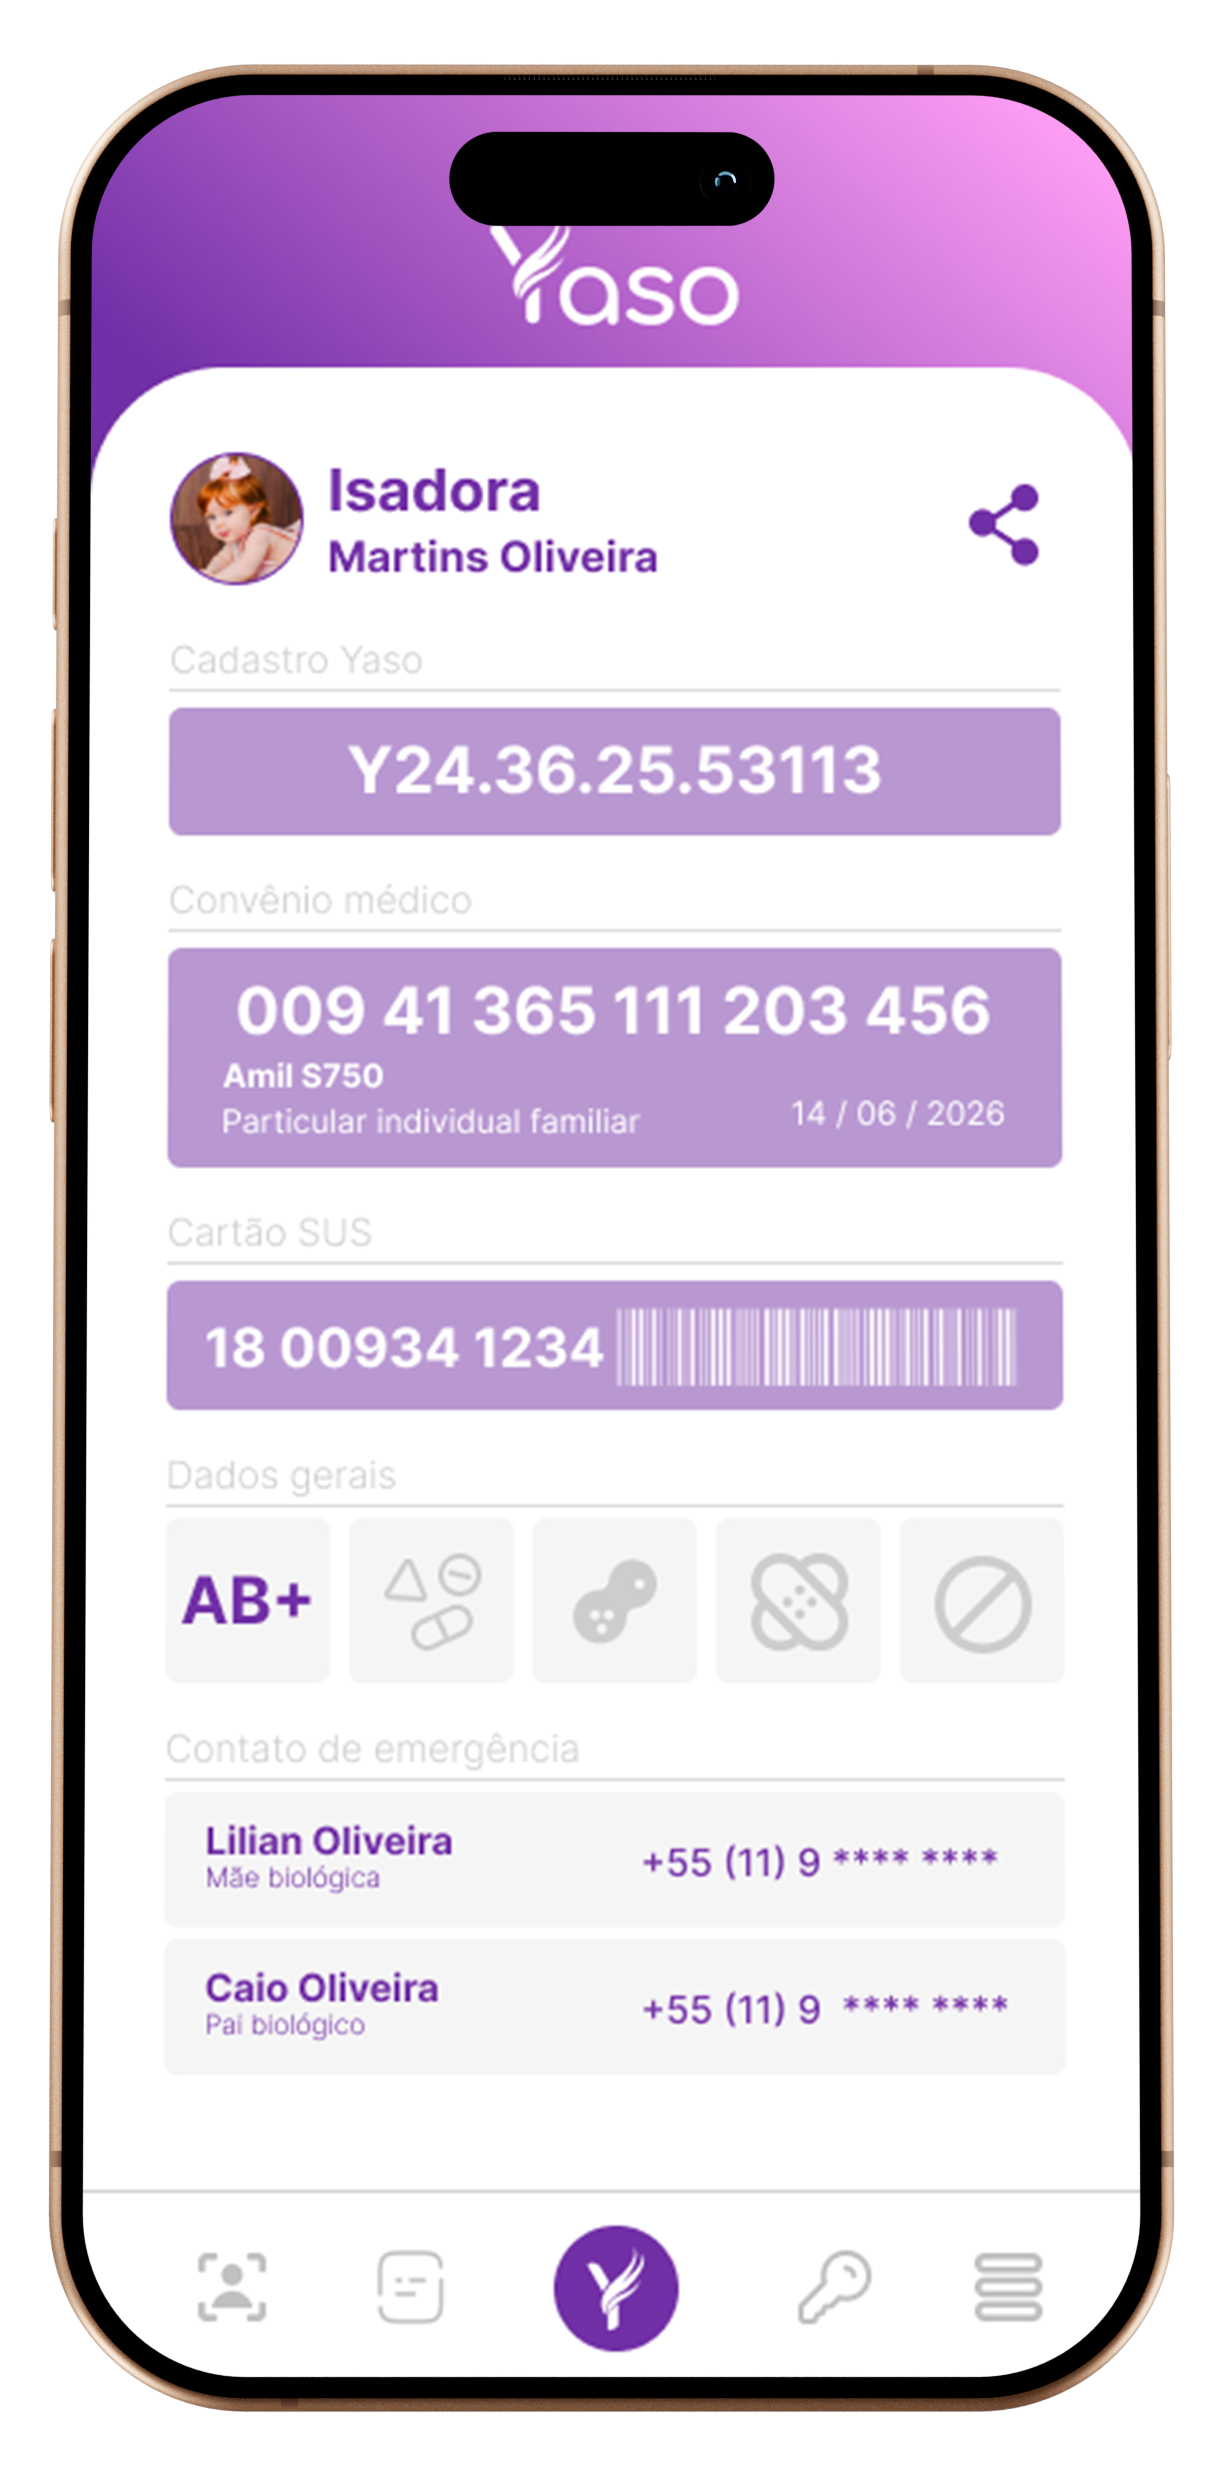 Yaso
Isadora
Martins Oliveira
Cadastro Yaso
Y24.36.25.53113
Convênio médico
009 41 365 111 203 456
Amil S750
Particular individual familiar
14 / 06 / 2026
Cartão SUS
18 00934 1234
Dados gerais
AB+
Contato de emergência
Lilian Oliveira
Mãe biológica
+55 (11) 9 **** ****
Caio Oliveira
Pai biológico
+55 (11) 9 **** ****